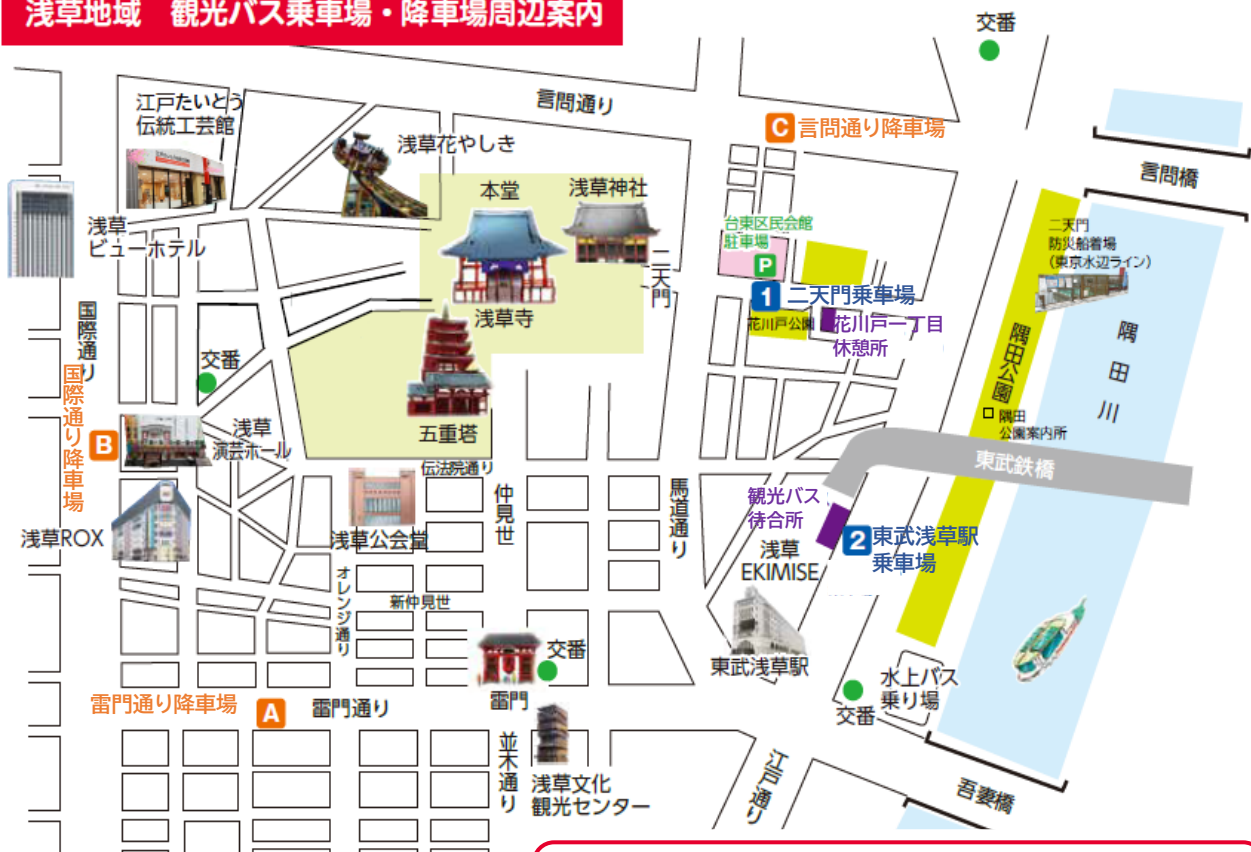 浅草地域　観光バス乗車場・降車場周辺案内
交番
江戸たいとう
伝統工芸館
言問通り
浅草花やしき
C 言問通り降車場
言問橋
本堂
浅草神社
浅草
ビューホテル
台東区民会館
駐車場
P
二天門
防災船着場
(東京水辺ライン)
二天門
1 二天門乗車場
浅草寺
花川戸公園
花川戸一丁目
休憩所
国際通り
隅田公園
隅田川
交番
国際通り降車場
B
浅草
演芸ホール
五重塔
隅田
公園案内所
伝法院通り
東武鉄橋
仲見世
馬道通り
観光バス
待合所
浅草ROX
浅草公会堂
2 東武浅草駅
乗車場
浅草
EKIMISE
オレンジ通り
新仲見世
交番
東武浅草駅
水上バス
乗り場
雷門通り降車場
A
雷門通り
雷門
交番
並木通り
浅草文化
観光センター
江戸通り
吾妻橋